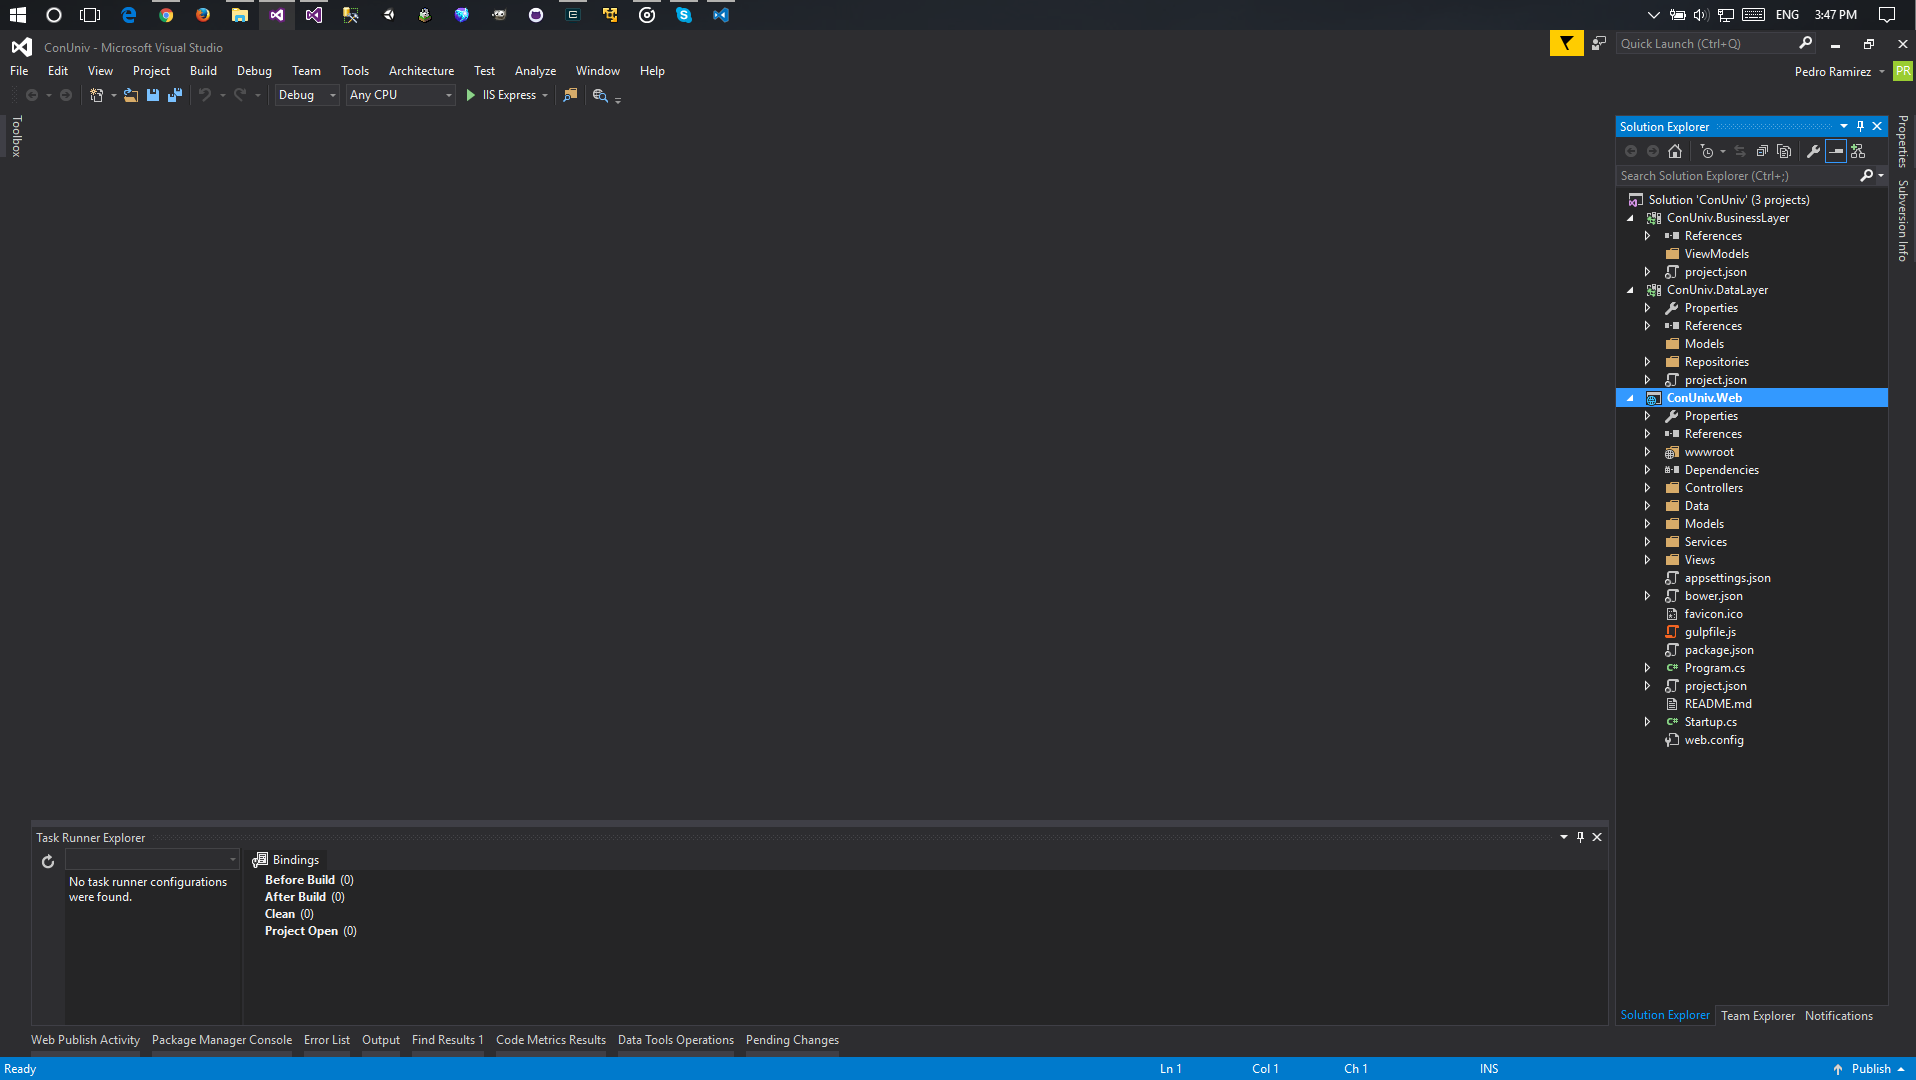 ENG 3:47 PM
ConUniv - Microsoft Visual Studio
Quick Launch (Ctrl+Q)
File Edit View Project Build Debug Team Tools Architecture Test Analyze Window Help
Pedro Ramirez PR
Debug Any CPU IIS Express
Toolbox
Solution Explorer
Search Solution Explorer (Ctrl+;)
Solution 'ConUniv' (3 projects)
ConUniv.BusinessLayer
References
ViewModels
project.json
ConUniv.DataLayer
Properties
References
Models
Repositories
project.json
ConUniv.Web
Properties
References
wwwroot
Dependencies
Controllers
Data
Models
Services
Views
appsettings.json
bower.json
favicon.ico
gulpfile.js
package.json
C# Program.cs
project.json
README.md
C# Startup.cs
web.config
Properties
Subversion Info
Task Runner Explorer
No task runner configurations
were found.
Bindings
Before Build (0)
After Build (0)
Clean (0)
Project Open (0)
Solution Explorer Team Explorer Notifications
Web Publish Activity Package Manager Console Error List Output Find Results 1 Code Metrics Results Data Tools Operations Pending Changes
Ready Ln 1 Col 1 Ch 1 INS Publish